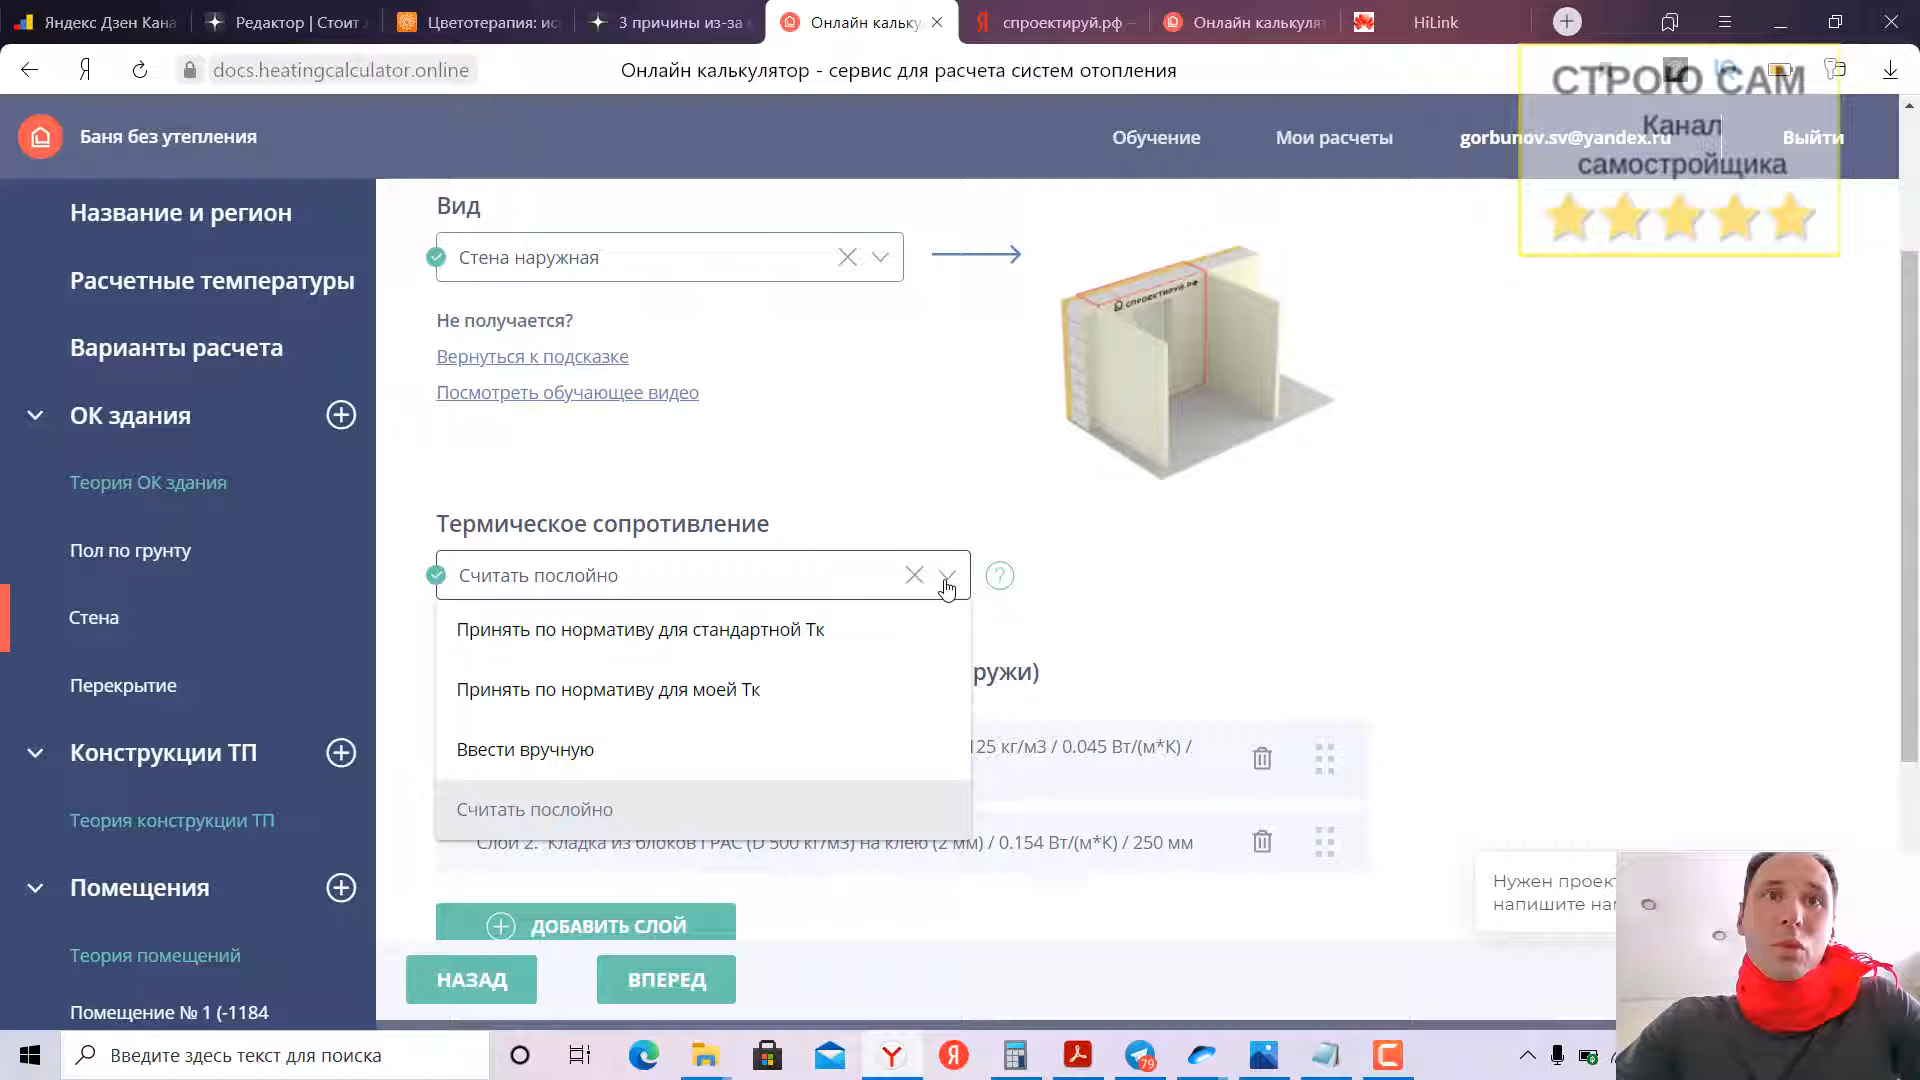 Яндекс Дзен Кана
Редактор | Стоит
Цветотерапия: ис
3 причины из-за
Онлайн кальку
спроектируй.рф –
Онлайн калькулят
HiLink
Я
docs.heatingcalculator.online
Онлайн калькулятор - сервис для расчета систем отопления
СТРОЮ САМ
Канал
самостройщика
Баня без утепления
Обучение
Мои расчеты
gorbunov.sv@yandex.ru
Выйти
Название и регион
Расчетные температуры
Варианты расчета
ОК здания
Теория ОК здания
Пол по грунту
Стена
Перекрытие
Конструкции ТП
Теория конструкции ТП
Помещения
Теория помещений
Помещение № 1 (-1184
Вид
Стена наружная
Не получается?
Вернуться к подсказке
Посмотреть обучающее видео
СПРОЕКТИРУЙ.РФ
Термическое сопротивление
Считать послойно
?
Принять по нормативу для стандартной Тк
Принять по нормативу для моей Тк
Ввести вручную
Считать послойно
ружи)
125 кг/м3 / 0.045 Вт/(м*К) /
Слой 2. Кладка из блоков ГРАС (D 500 кг/м3) на клею (2 мм) / 0.154 Вт/(м*К) / 250 мм
ДОБАВИТЬ СЛОЙ
НАЗАД
ВПЕРЕД
Нужен проек
напишите на
Введите здесь текст для поиска
79